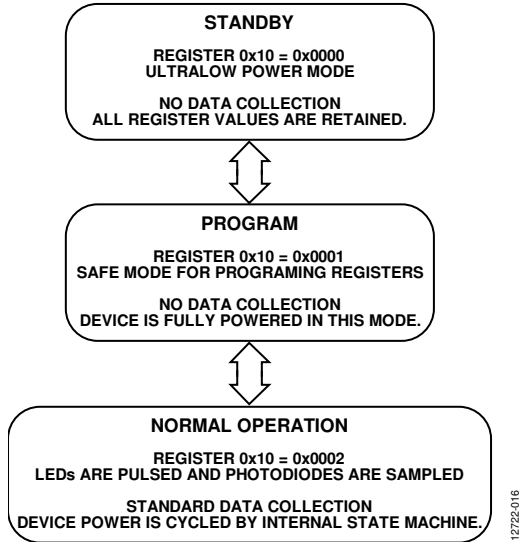 STANDBY
REGISTER 0x10 = 0x0000
ULTRALOW POWER MODE
NO DATA COLLECTION
ALL REGISTER VALUES ARE RETAINED.
PROGRAM
REGISTER 0x10 = 0x0001
SAFE MODE FOR PROGRAMING REGISTERS
NO DATA COLLECTION
DEVICE IS FULLY POWERED IN THIS MODE.
NORMAL OPERATION
REGISTER 0x10 = 0x0002
LEDs ARE PULSED AND PHOTODIODES ARE SAMPLED
STANDARD DATA COLLECTION
DEVICE POWER IS CYCLED BY INTERNAL STATE MACHINE.
12722-016